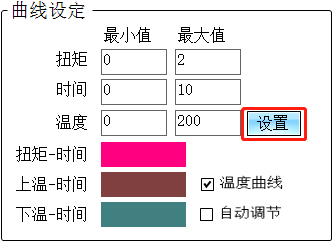 曲线设定
最小值 最大值
扭矩 0 2
时间 0 10
温度 0 200 设置
扭矩-时间
上温-时间 温度曲线
下温-时间 自动调节